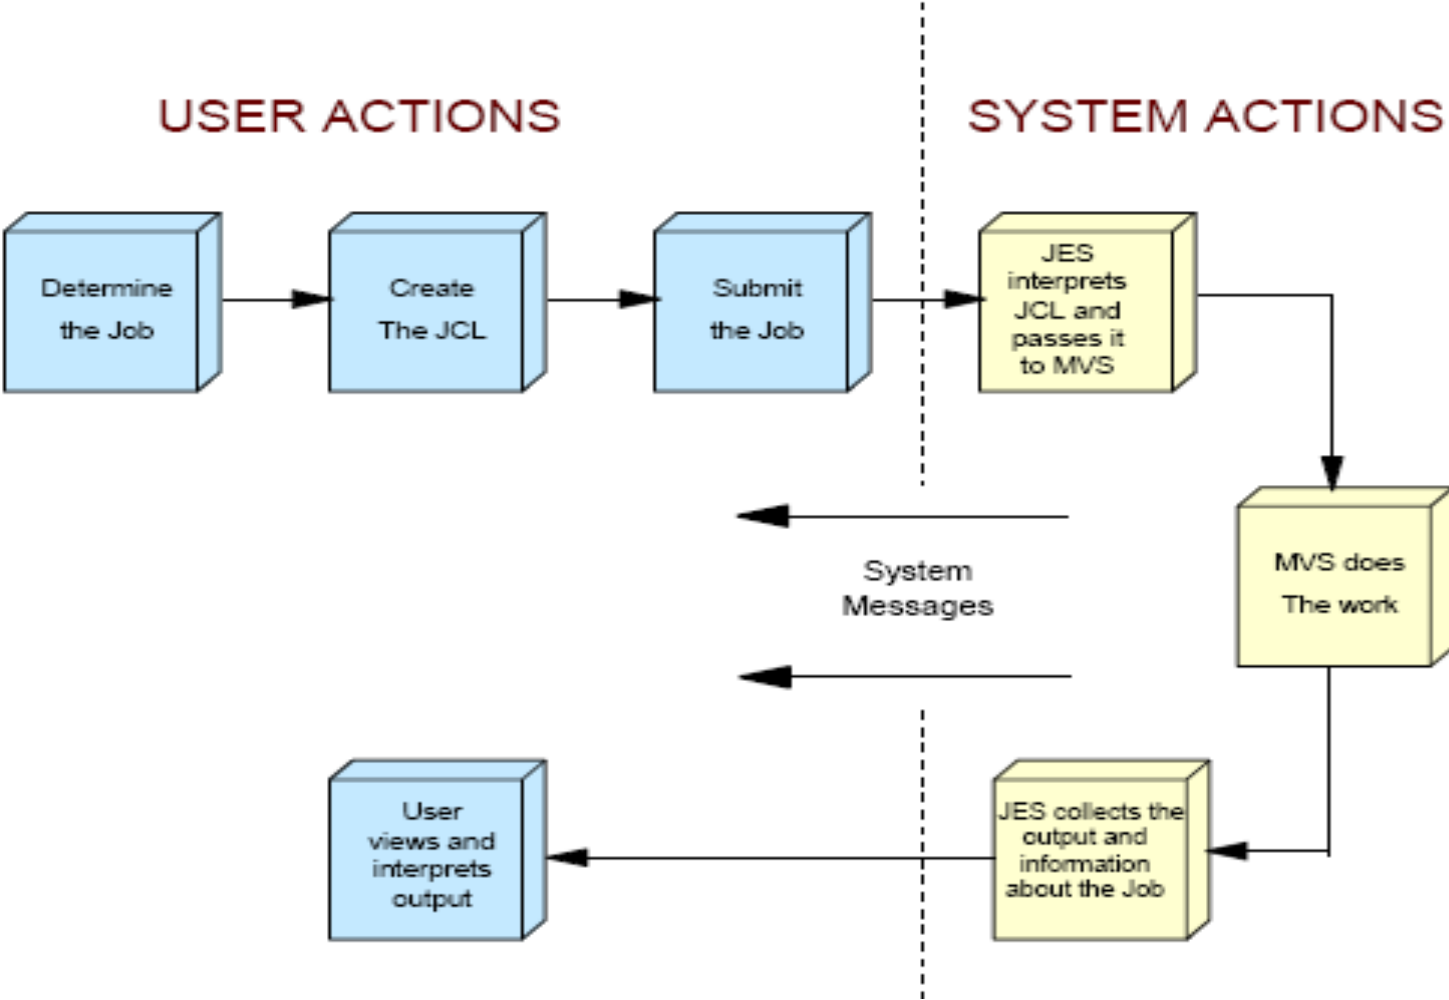 USER ACTIONS
SYSTEM ACTIONS
Determine
the Job
Create
The JCL
Submit
the Job
JES
interprets
JCL and
passes it
to MVS
MVS does
The work
System
Messages
JES collects the
output and
information
about the Job
User
views and
interprets
output